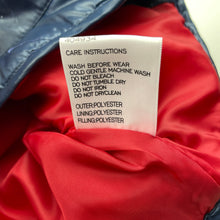 CARE INSTRUCTIONS
WASH BEFORE WEAR
COLD GENTLE MACHINE WASH
DO NOT BLEACH
DO NOT TUMBLE DRY
DO NOT IRON
DO NOT DRYCLEAN
OUTER:POLYESTER
LINING:POLYESTER
FILLING:POLYESTER